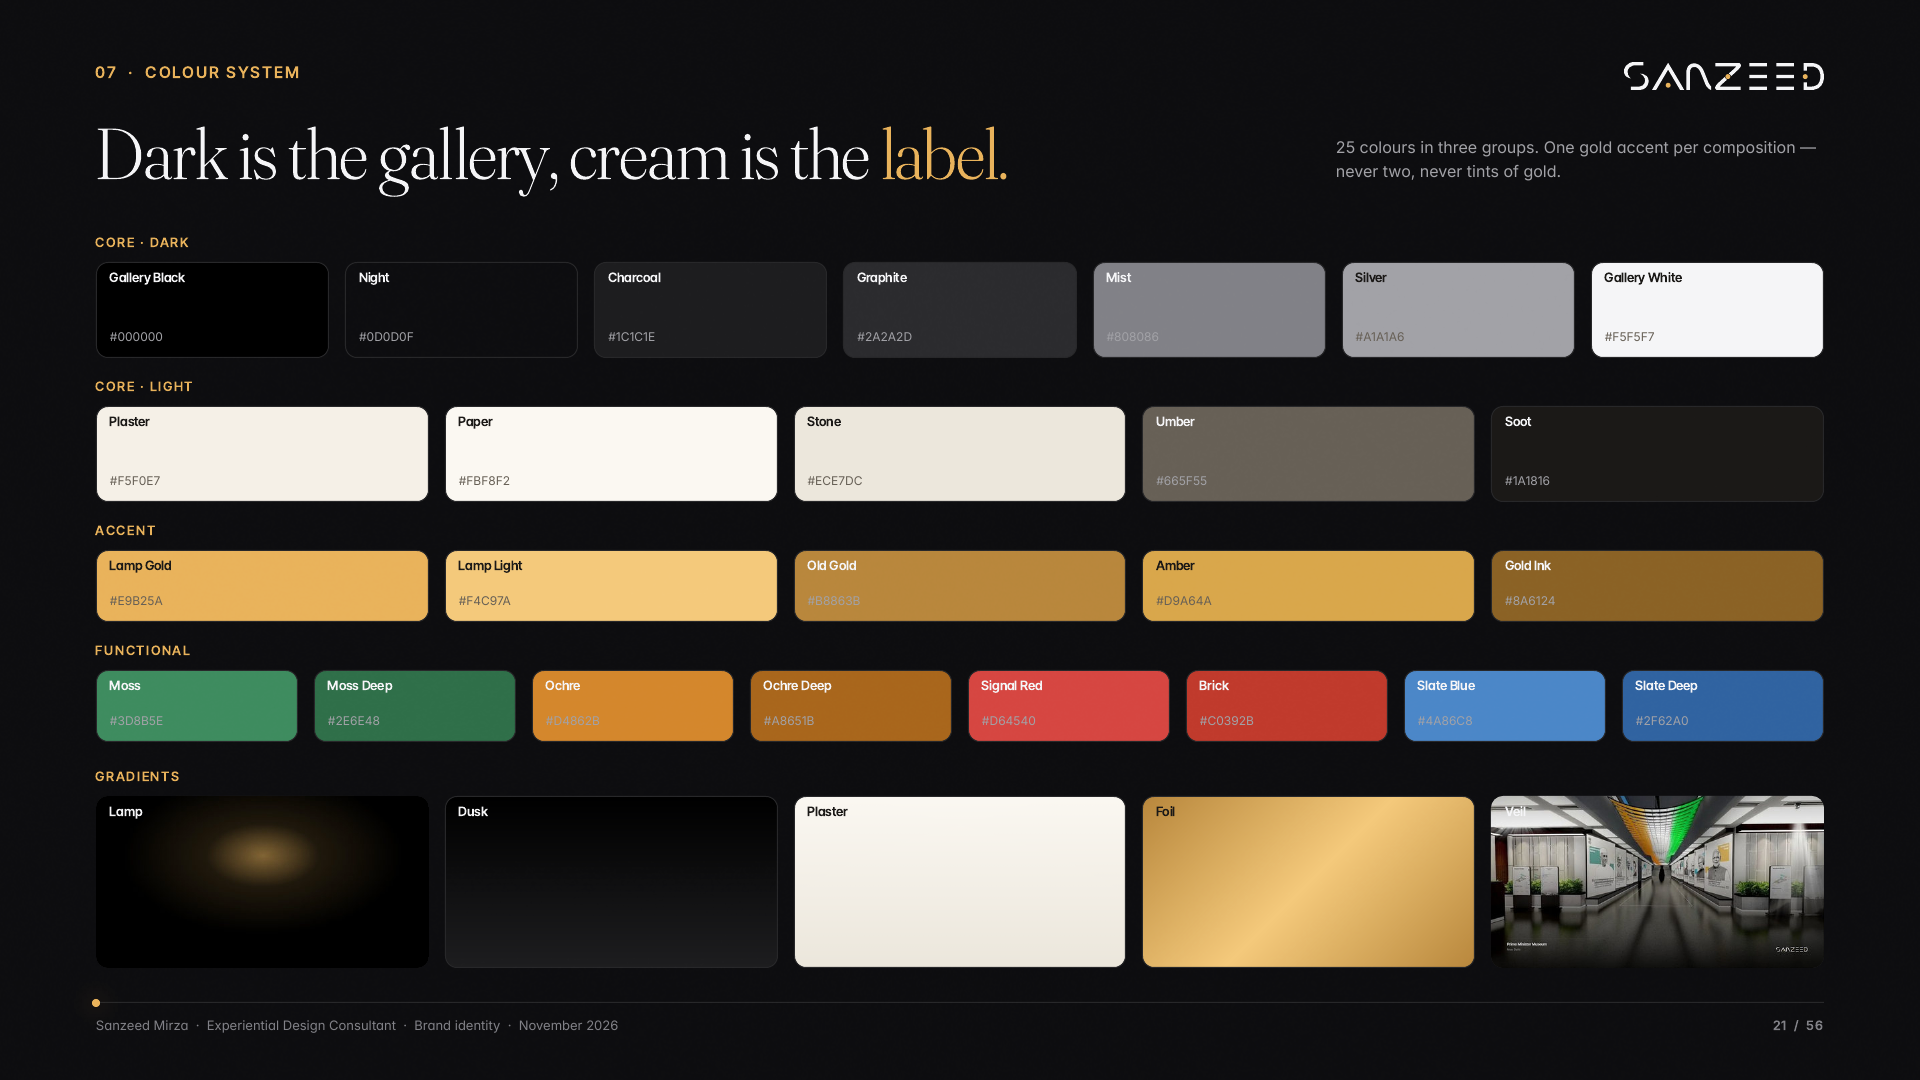 07 · COLOUR SYSTEM
SANZEED
Dark is the gallery, cream is the label.
25 colours in three groups. One gold accent per composition —
never two, never tints of gold.
CORE · DARK
Gallery Black
#000000
Night
#0D0D0F
Charcoal
#1C1C1E
Graphite
#2A2A2D
Mist
#808086
Silver
#A1A1A6
Gallery White
#F5F5F7
CORE · LIGHT
Plaster
#F5F0E7
Paper
#FBF8F2
Stone
#ECE7DC
Umber
#665F55
Soot
#1A1816
ACCENT
Lamp Gold
#E9B25A
Lamp Light
#F4C97A
Old Gold
#B8863B
Amber
#D9A64A
Gold Ink
#8A6124
FUNCTIONAL
Moss
#3D8B5E
Moss Deep
#2E6E48
Ochre
#D48628
Ochre Deep
#A8651B
Signal Red
#D64540
Brick
#C0392B
Slate Blue
#4A86C8
Slate Deep
#2F62A0
GRADIENTS
Lamp
Dusk
Plaster
Foil
Veil
Prime Minister Museum
SANZEED
Sanzeed Mirza · Experiential Design Consultant · Brand identity · November 2026
21 / 56